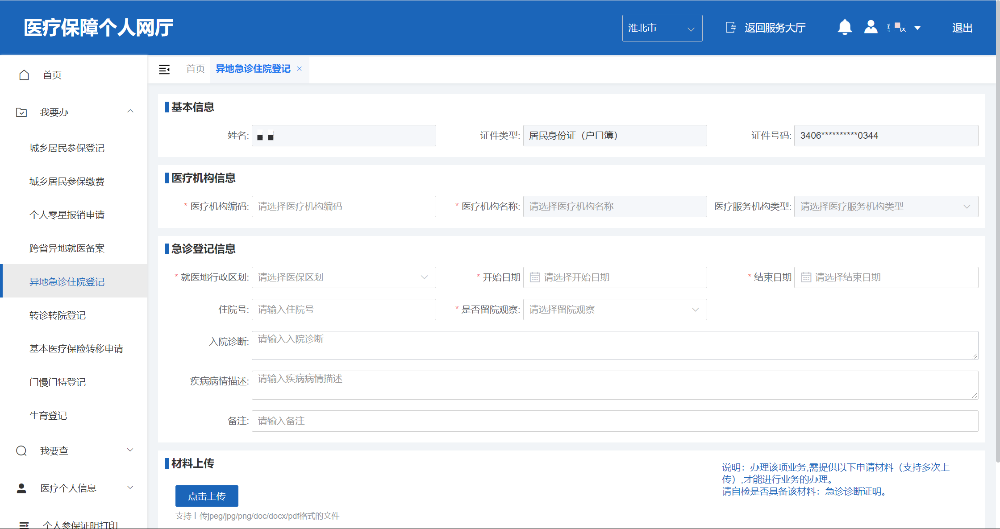 医疗保障个人网厅
淮北市
返回服务大厅
退出
首页
我要办
城乡居民参保登记
城乡居民参保缴费
个人零星报销申请
跨省异地就医备案
异地急诊住院登记
转诊转院登记
基本医疗保险转移申请
门慢门特登记
生育登记
我要查
医疗个人信息
个人参保证明打印
首页
异地急诊住院登记 ×
基本信息
姓名:
证件类型: 居民身份证（户口簿）
证件号码: 3406**********0344
医疗机构信息
* 医疗机构编码: 请选择医疗机构编码
* 医疗机构名称: 请选择医疗机构名称
医疗服务机构类型: 请选择医疗服务机构类型
急诊登记信息
* 就医地行政区划: 请选择医保区划
* 开始日期 请选择开始日期
* 结束日期 请选择结束日期
住院号: 请输入住院号
* 是否留院观察: 请选择留院观察
入院诊断: 请输入入院诊断
疾病病情描述: 请输入疾病病情描述
备注: 请输入备注
材料上传
点击上传
支持上传jpeg/jpg/png/doc/docx/pdf格式的文件
说明：办理该项业务,需提供以下申请材料（支持多次上
传）,才能进行业务的办理。
请自检是否具备该材料：急诊诊断证明。